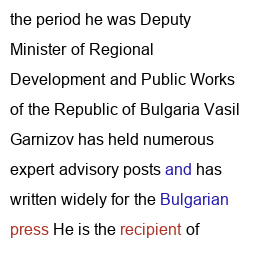 the period he was Deputy
Minister of Regional
Development and Public Works
of the Republic of Bulgaria Vasil
Garnizov has held numerous
expert advisory posts and has
written widely for the Bulgarian
press He is the recipient of